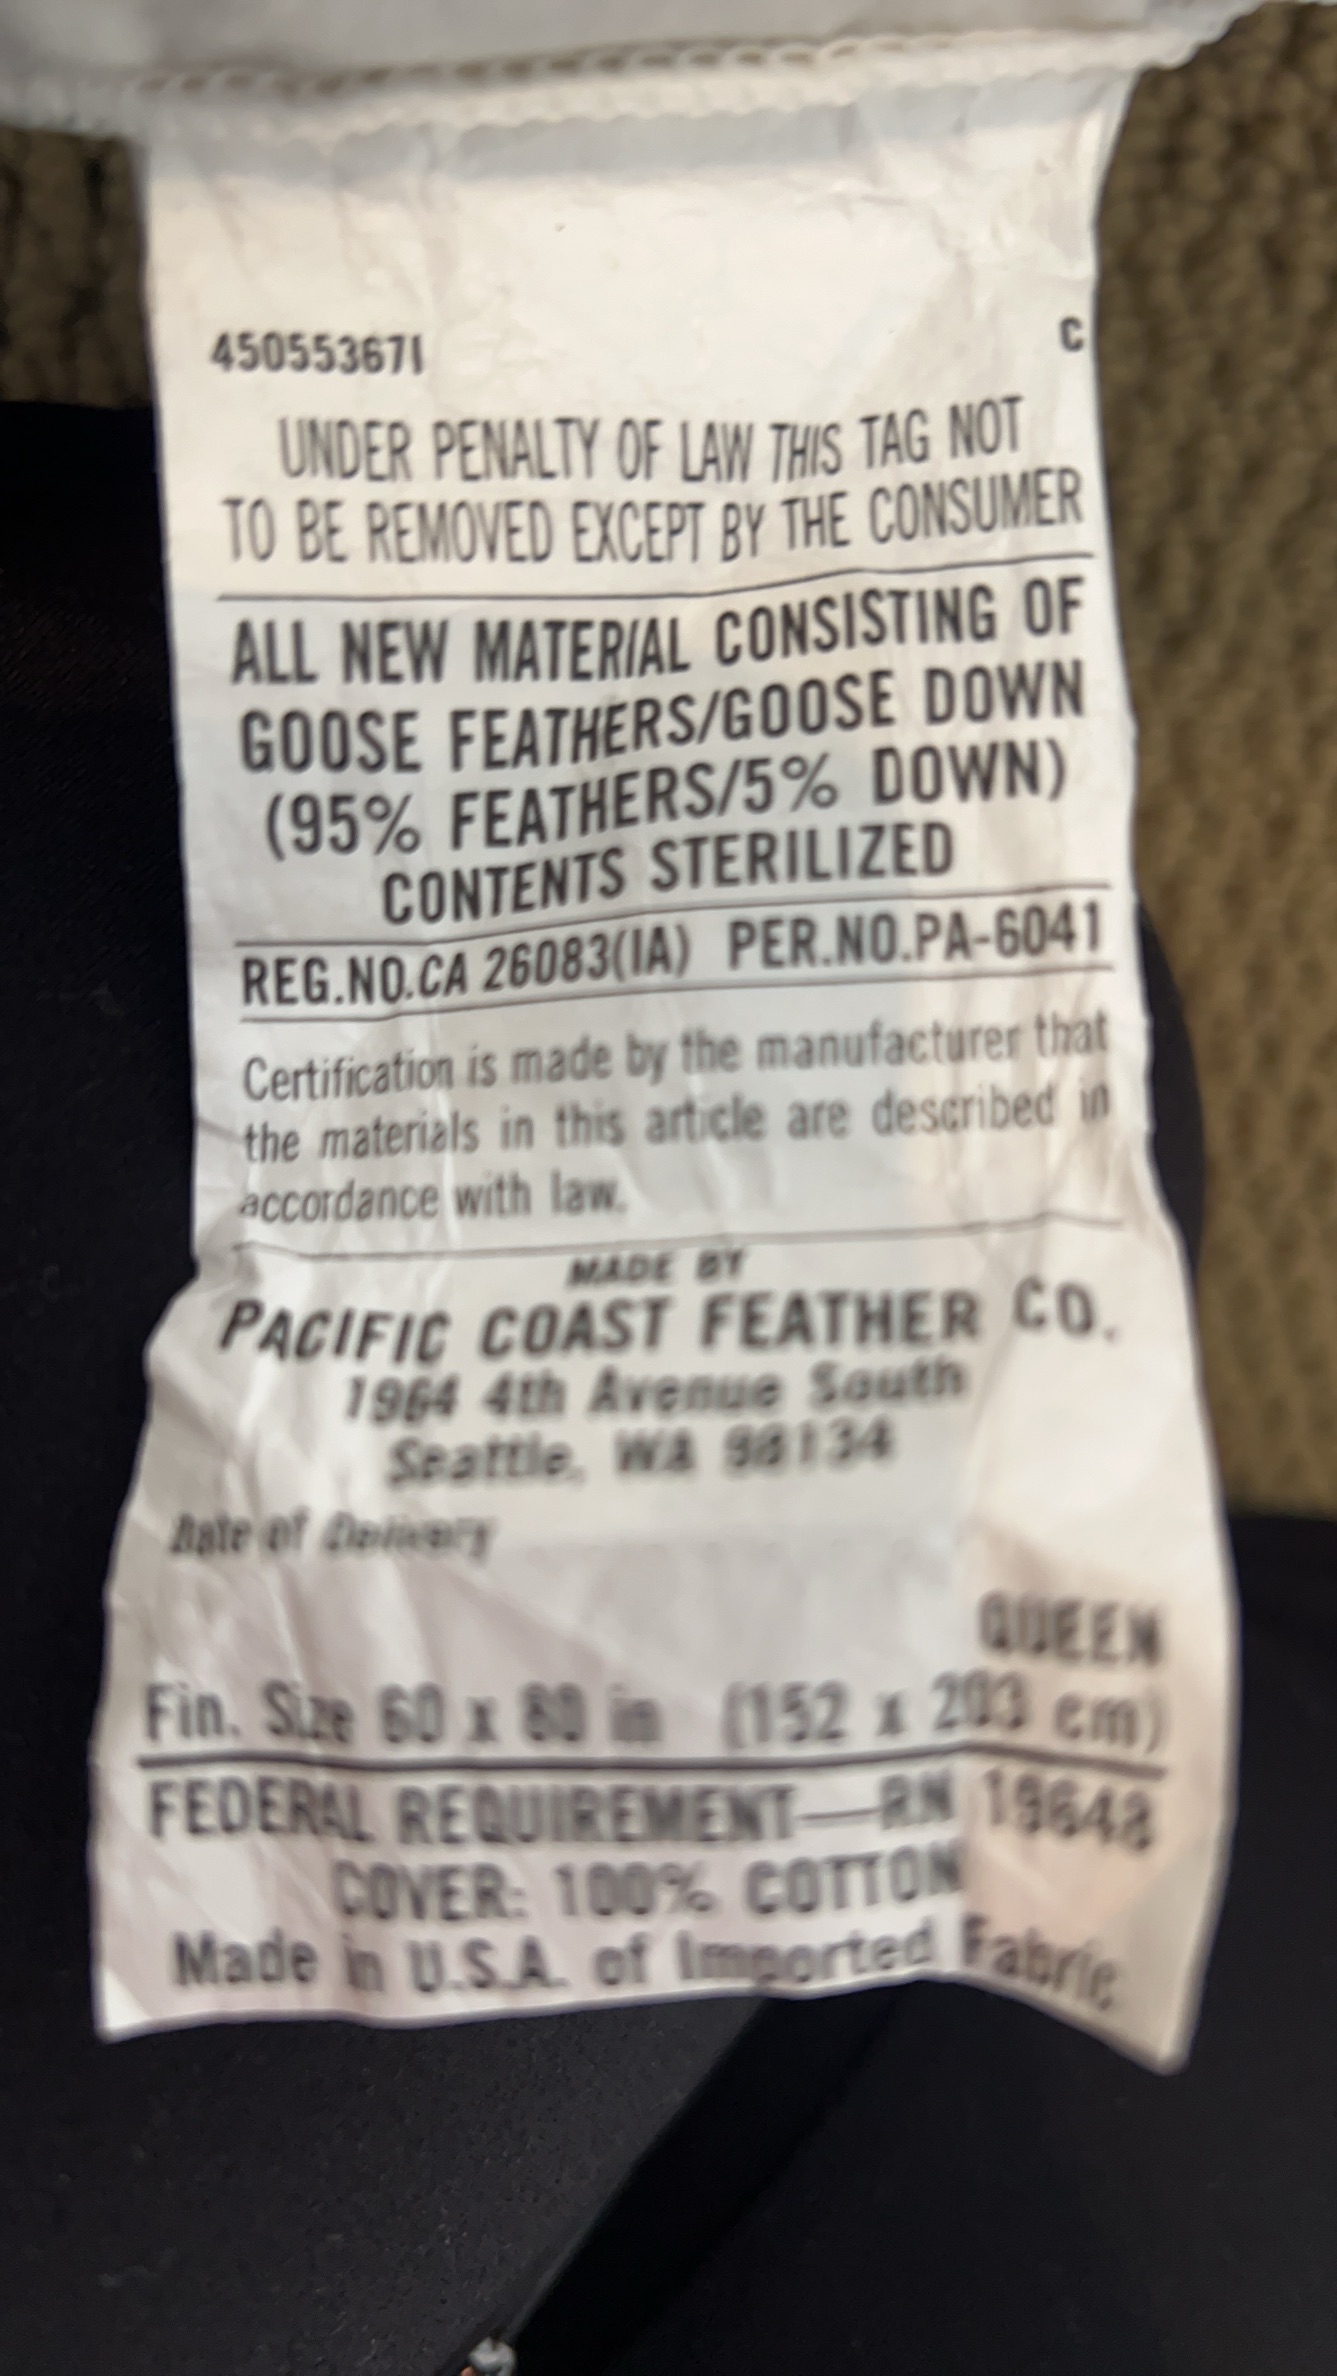 450553671
C
UNDER PENALTY OF LAW THIS TAG NOT
TO BE REMOVED EXCEPT BY THE CONSUMER
ALL NEW MATERIAL CONSISTING OF
GOOSE FEATHERS/GOOSE DOWN
(95% FEATHERS/5% DOWN)
CONTENTS STERILIZED
REG.NO.CA 26083(IA) PER.NO.PA-6041
Certification is made by the manufacturer that
the materials in this article are described in
accordance with law.
MADE BY
PACIFIC COAST FEATHER CO.
1964 4th Avenue South
Seattle, WA 98134
Date of Delivery
QUEEN
Fin. Size 60 x 80 in (152 x 203 cm)
FEDERAL REQUIREMENT—RN 19648
COVER: 100% COTTON
Made in U.S.A. of Imported Fabric